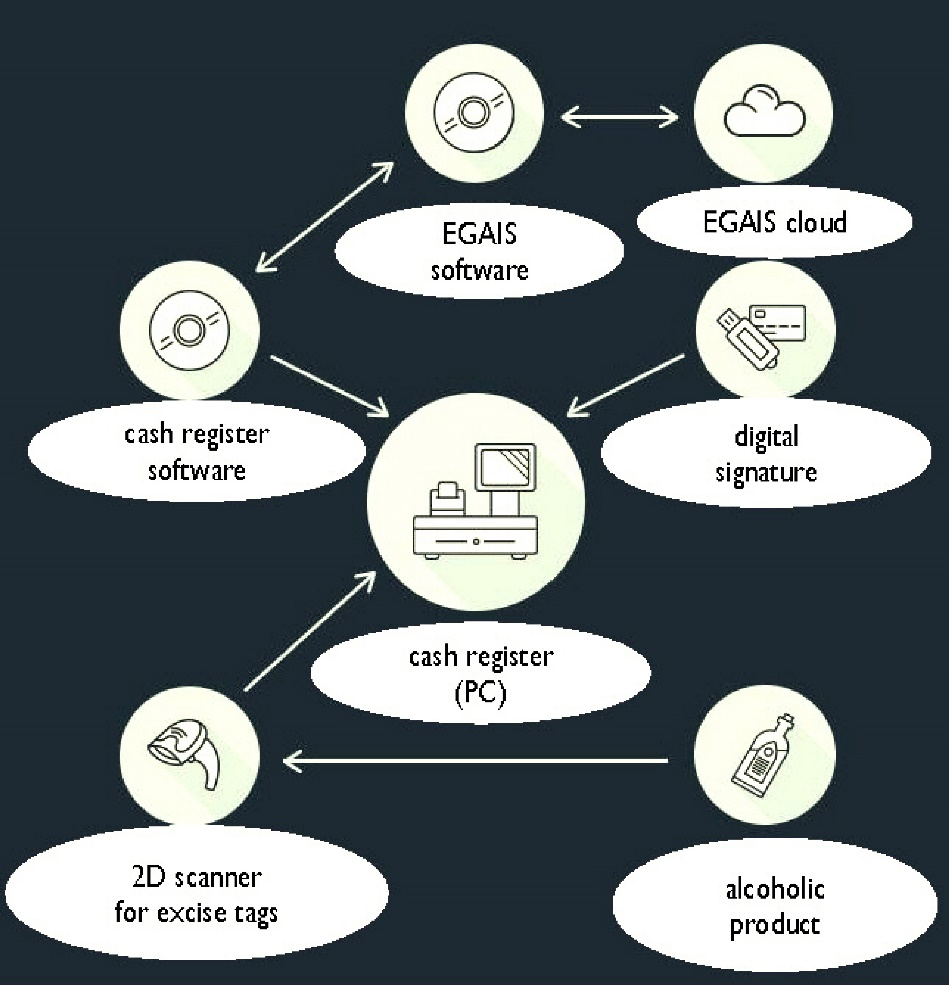 EGAIS
software
EGAIS cloud
cash register
software
digital
signature
cash register
(PC)
2D scanner
for excise tags
alcoholic
product